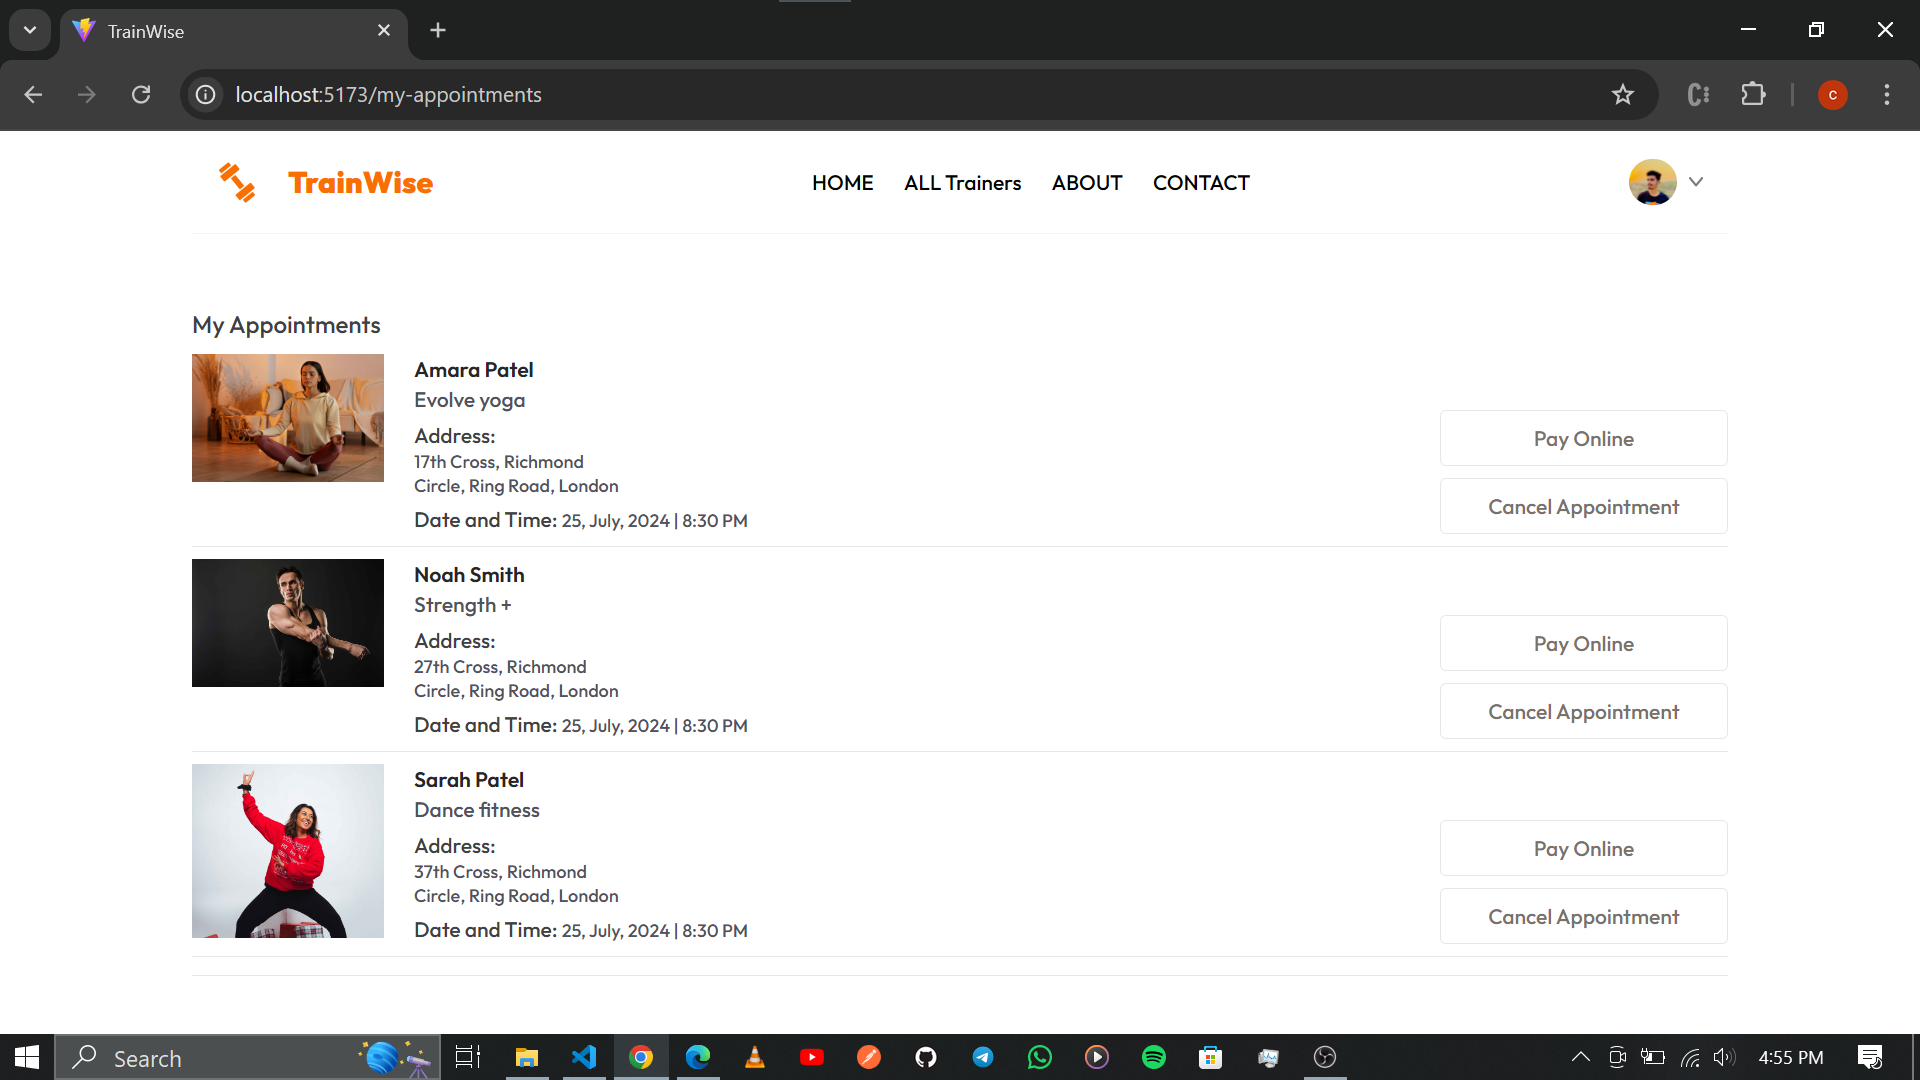 TrainWise
localhost:5173/my-appointments
C
TrainWise
HOME
ALL Trainers
ABOUT
CONTACT
My Appointments
Amara Patel
Evolve yoga
Address:
17th Cross, Richmond
Circle, Ring Road, London
Date and Time: 25, July, 2024 | 8:30 PM
Pay Online
Cancel Appointment
Noah Smith
Strength +
Address:
27th Cross, Richmond
Circle, Ring Road, London
Date and Time: 25, July, 2024 | 8:30 PM
Pay Online
Cancel Appointment
Sarah Patel
Dance fitness
Address:
37th Cross, Richmond
Circle, Ring Road, London
Date and Time: 25, July, 2024 | 8:30 PM
Pay Online
Cancel Appointment
Search
4:55 PM